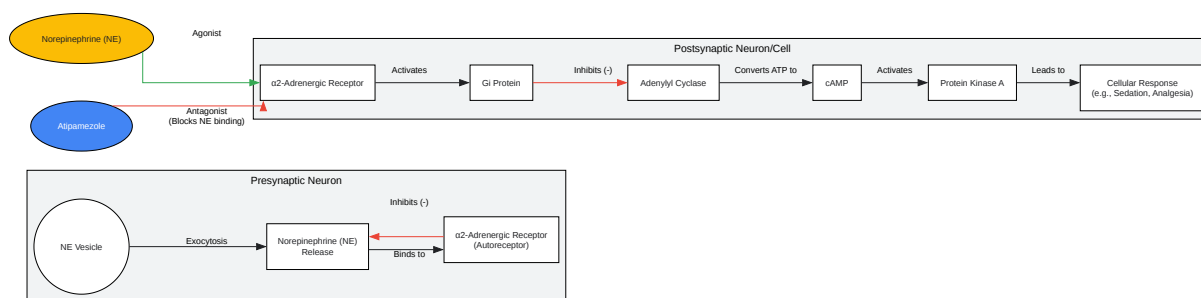 Norepinephrine (NE)
Agonist
Postsynaptic Neuron/Cell
α2-Adrenergic Receptor
Activates
Gi Protein
Inhibits (-)
Adenylyl Cyclase
Converts ATP to
cAMP
Activates
Protein Kinase A
Leads to
Cellular Response
(e.g., Sedation, Analgesia)
Atipamezole
Antagonist
(Blocks NE binding)
Presynaptic Neuron
NE Vesicle
Exocytosis
Norepinephrine (NE)
Release
Inhibits (-)
Binds to
α2-Adrenergic Receptor
(Autoreceptor)